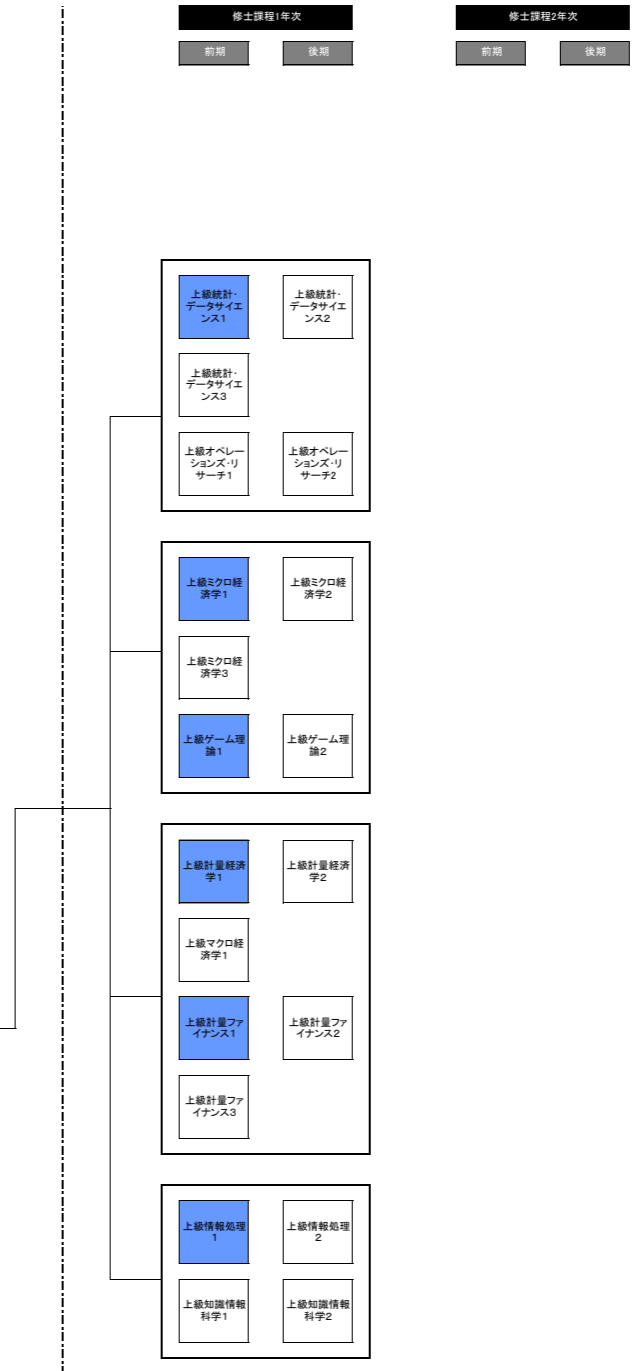 修士課程1年次
修士課程2年次
前期
後期
前期
後期
上級統計・
データサイエ
ンス1
上級統計・
データサイエ
ンス2
上級統計・
データサイエ
ンス3
上級オペレー
ションズ・リ
サーチ1
上級オペレー
ションズ・リ
サーチ2
上級ミクロ経
済学1
上級ミクロ経
済学2
上級ミクロ経
済学3
上級ゲーム理
論1
上級ゲーム理
論2
上級計量経済
学1
上級計量経済
学2
上級マクロ経
済学1
上級計量ファ
イナンス1
上級計量ファ
イナンス2
上級計量ファ
イナンス3
上級情報処理
1
上級情報処理
2
上級知識情報
科学1
上級知識情報
科学2